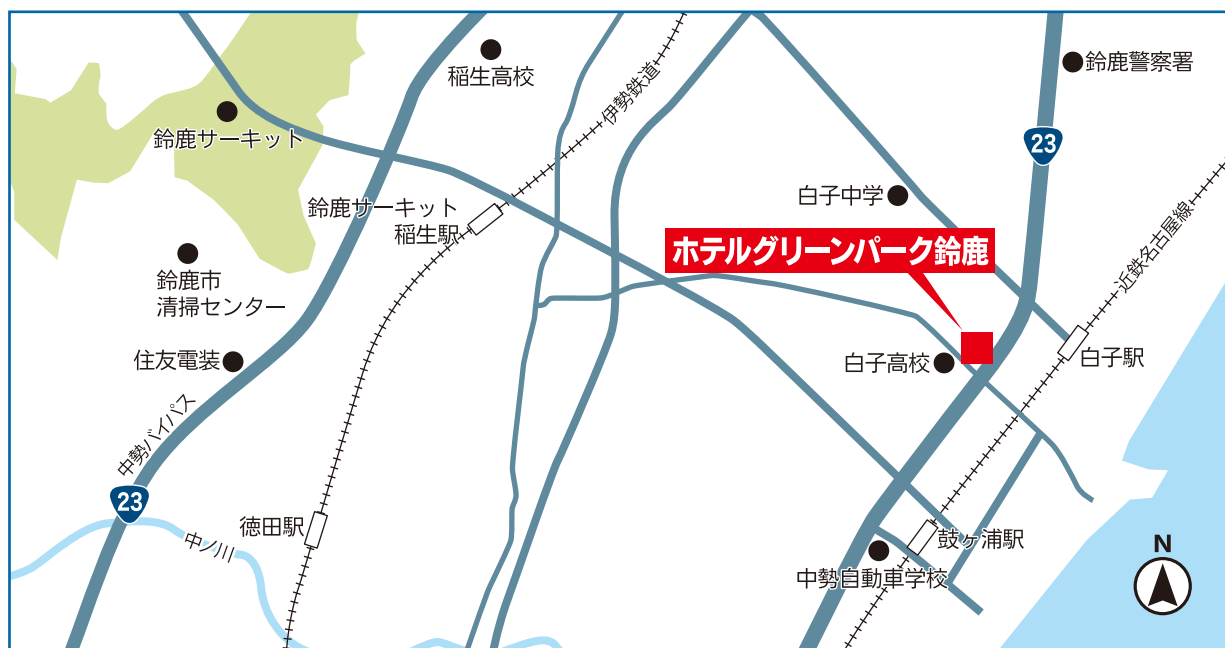 稲生高校
鈴鹿警察署
鈴鹿サーキット
伊勢鉄道
23
白子中学
鈴鹿サーキット
稲生駅
ホテルグリーンパーク鈴鹿
近鉄名古屋線
鈴鹿市
清掃センター
住友電装
白子高校
白子駅
中勢バイパス
23
徳田駅
中ノ川
鼓ヶ浦駅
中勢自動車学校
N